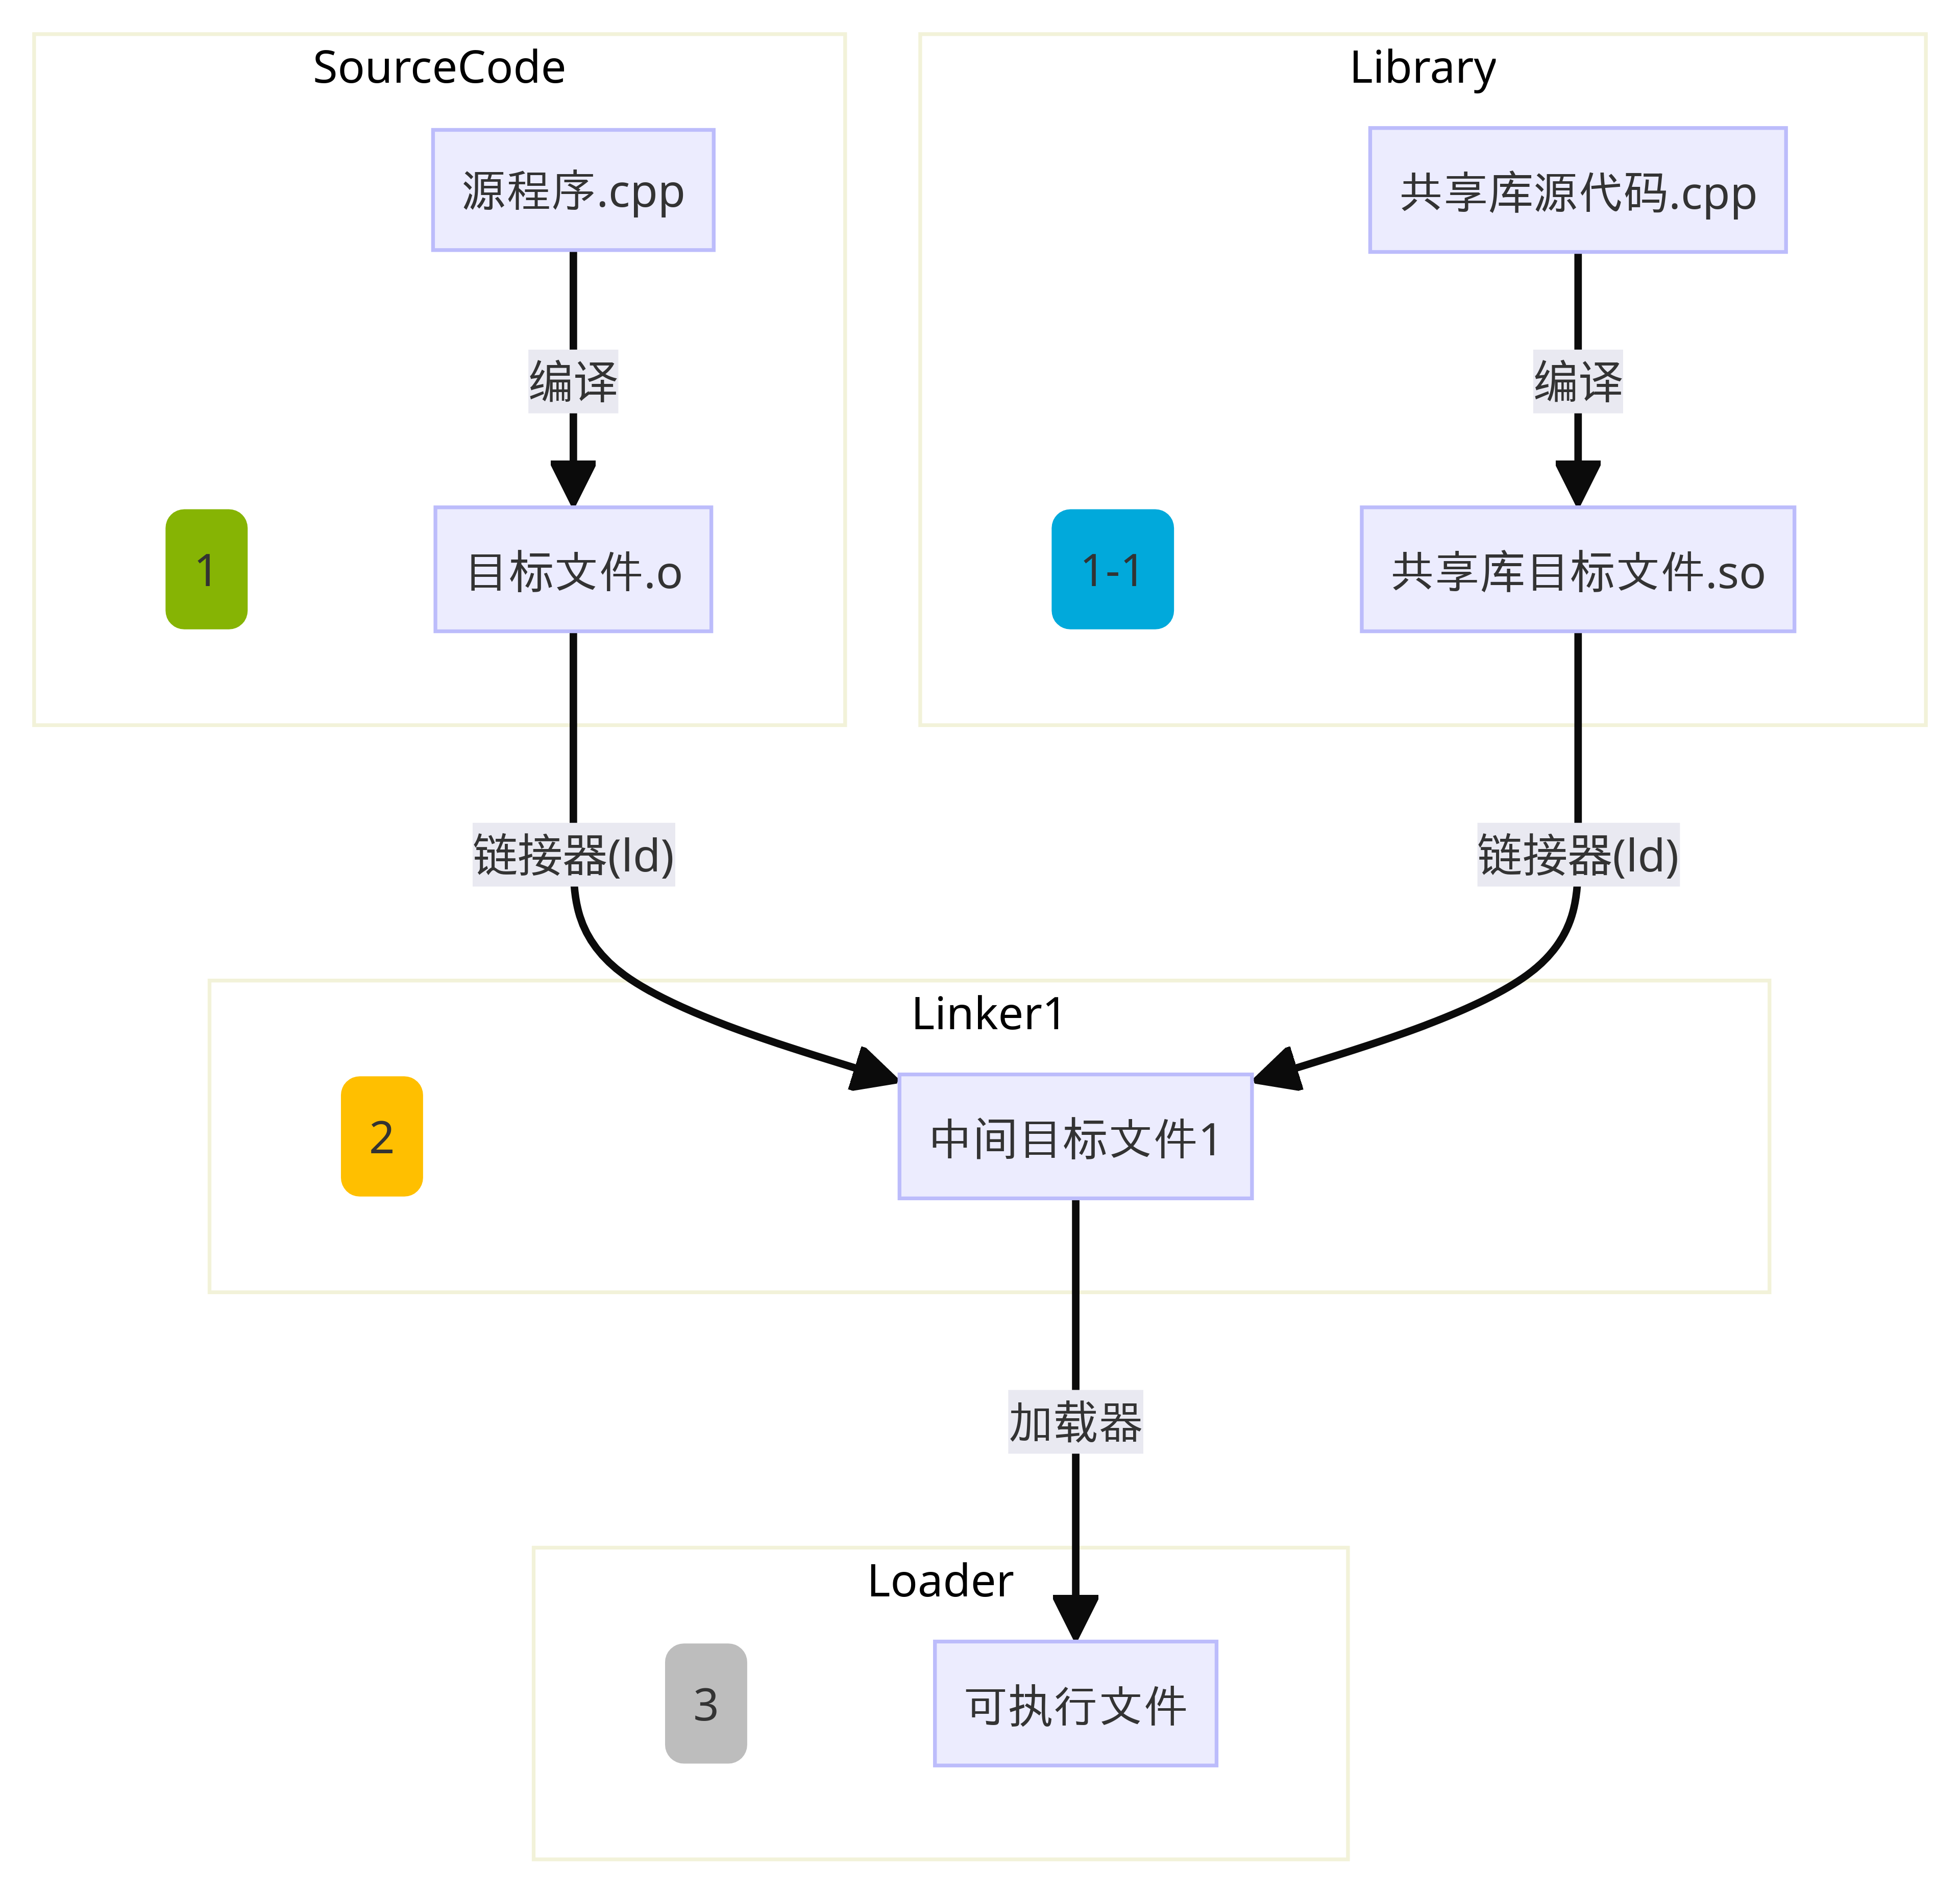 SourceCode
Library
源程序.cpp
共享库源代码.cpp
编译
编译
1
目标文件.o
1-1
共享库目标文件.so
链接器(ld)
链接器(ld)
Linker1
2
中间目标文件1
加载器
Loader
3
可执行文件